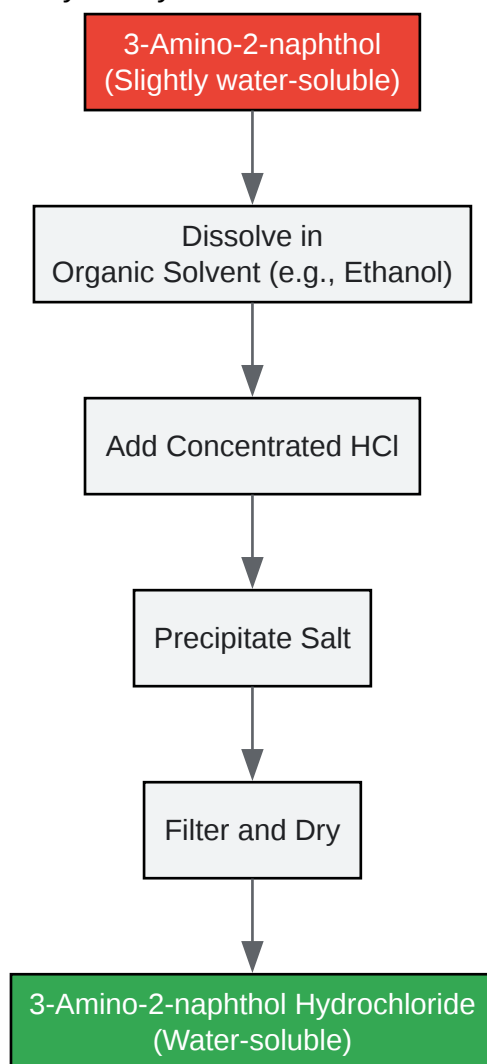 3-Amino-2-naphthol
(Slightly water-soluble)
Dissolve in
Organic Solvent (e.g., Ethanol)
Add Concentrated HCl
Precipitate Salt
Filter and Dry
3-Amino-2-naphthol Hydrochloride
(Water-soluble)